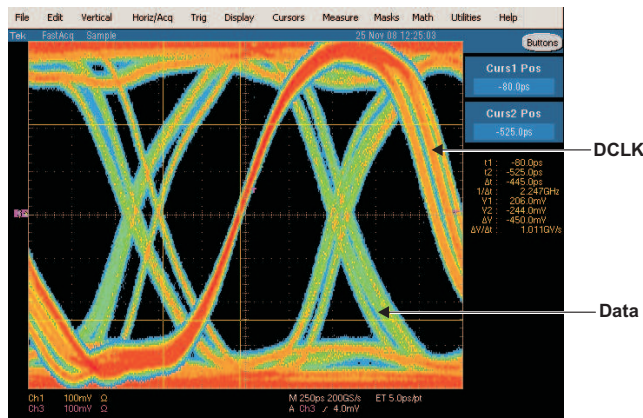 File Edit Vertical Horiz/Acq Trig Display Cursors Measure Masks Math Utilities Help
Tek FastAcq Sample 25 Nov 08 12:25:03
Buttons
Curs1 Pos
-80.0ps
Curs2 Pos
-525.0ps
DCLK
t1 : -80.0ps
t2 : -525.0ps
Δt : -445.0ps
1/Δt : 2.247GHz
V1 : 206.0mV
V2 : -244.0mV
ΔV : -450.0mV
ΔV/Δt : 1.011GV/s
Data
Ch1 100mV Ω M 250ps 200GS/s ET 5.0ps/pt
Ch3 100mV Ω A Ch3 / 4.0mV